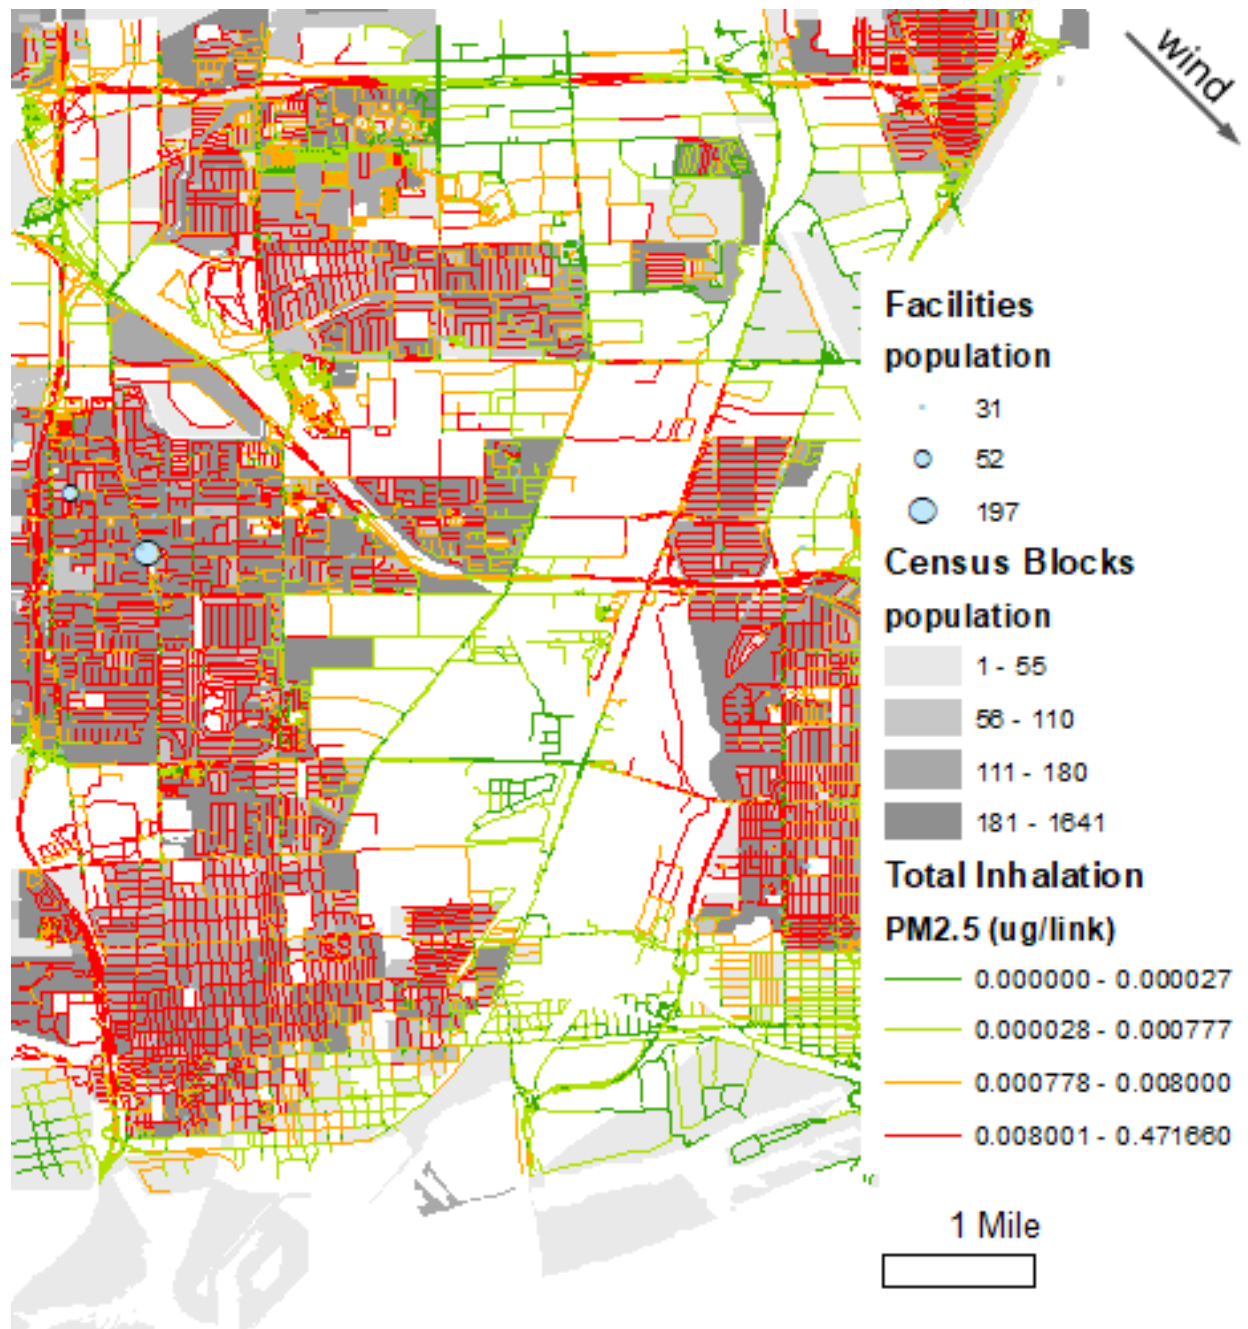 wind
Facilities
population
31
52
197
Census Blocks
population
1 - 55
56 - 110
111 - 180
181 - 1641
Total Inhalation
PM2.5 (ug/link)
0.000000 - 0.000027
0.000028 - 0.000777
0.000778 - 0.008000
0.008001 - 0.471660
1 Mile